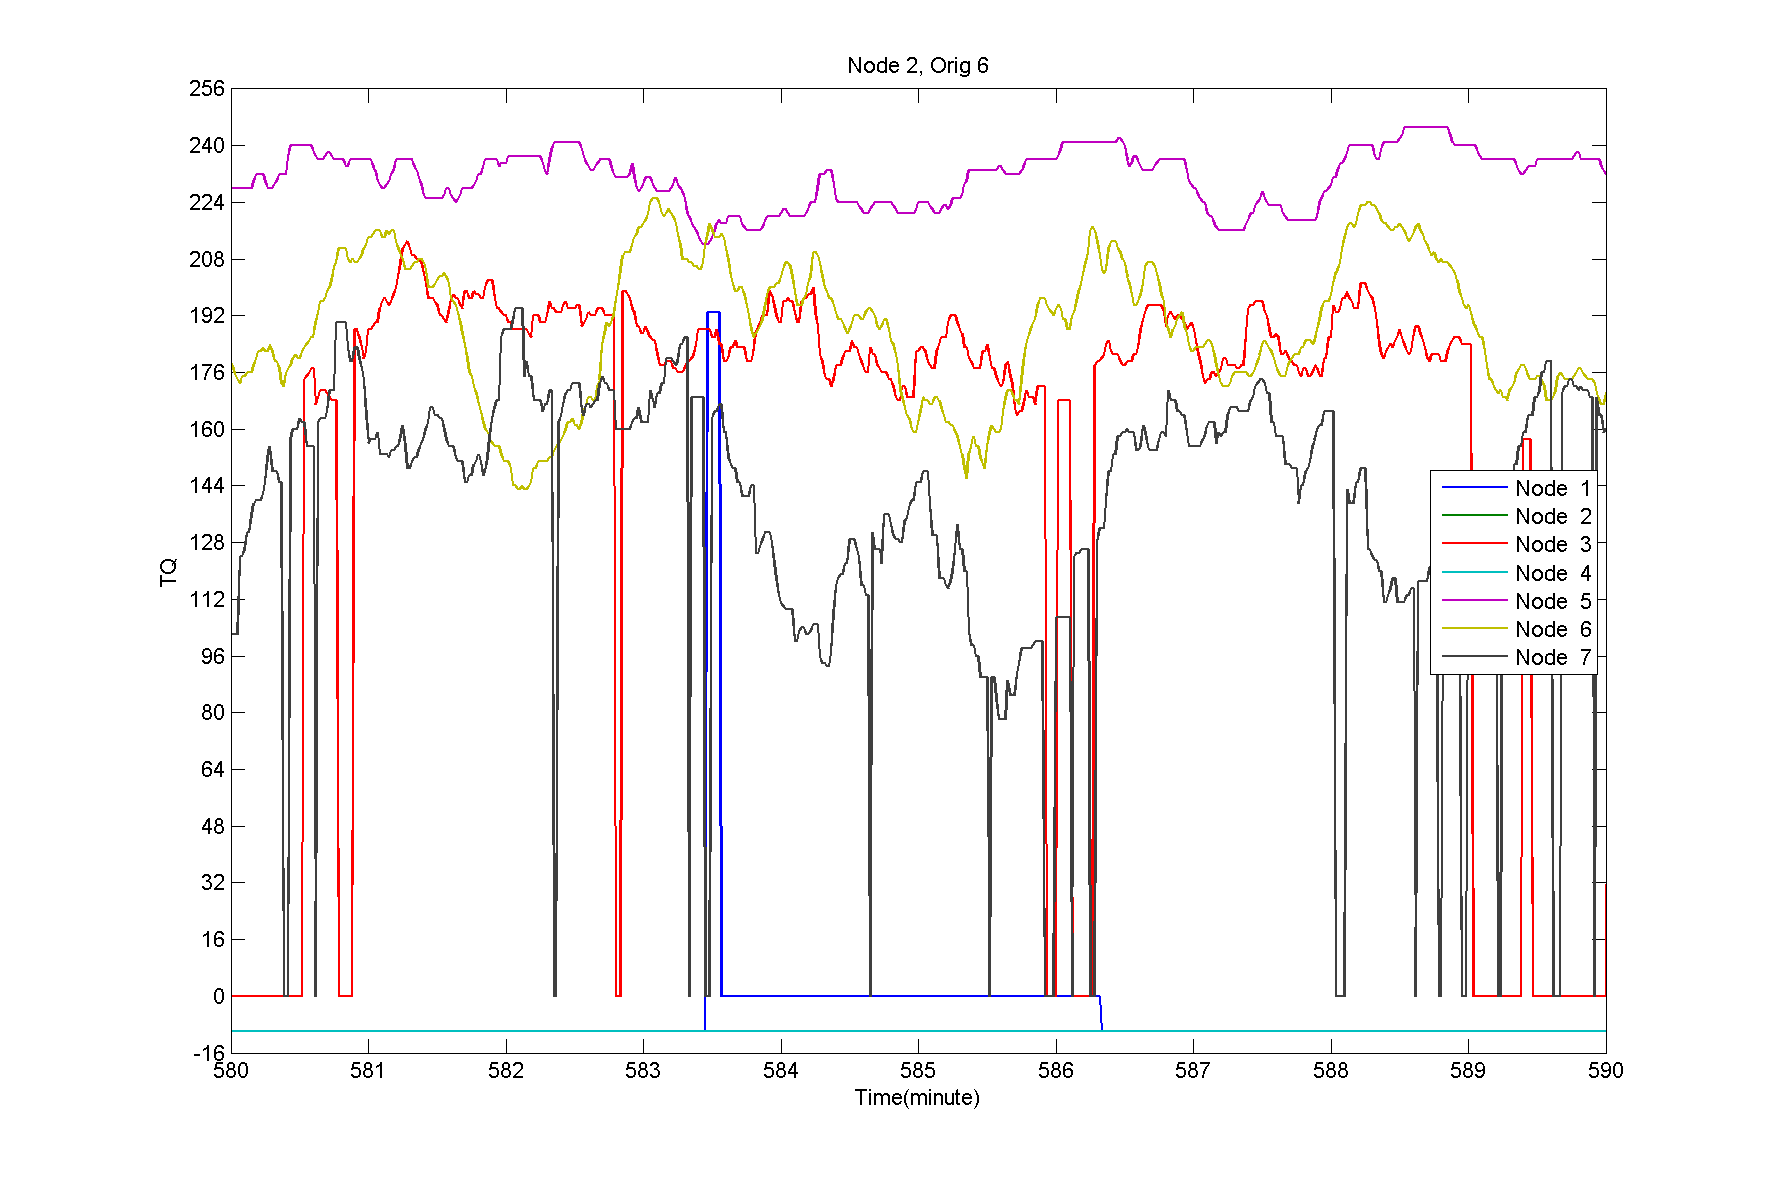 Node 2, Orig 6
256
240
224
208
192
176
160
144
128
112
96
80
64
48
32
16
0
-16
TQ
Node 1
Node 2
Node 3
Node 4
Node 5
Node 6
Node 7
580 581 582 583 584 585 586 587 588 589 590
Time(minute)